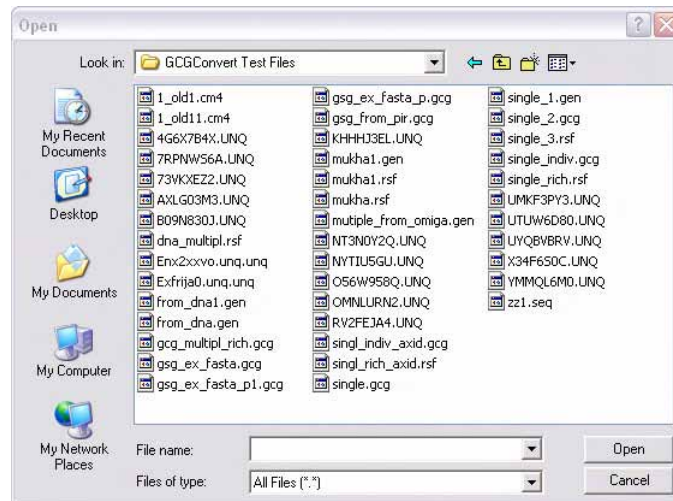 Open
Look in:
GCGConvert Test Files
My Recent
Documents
Desktop
My Documents
My Computer
My Network
Places
1_old1.cm4
1_old11.cm4
4G6X7B4X.UNQ
7RPNWS6A.UNQ
73VKXEZ2.UNQ
AXLG03M3.UNQ
B09N830J.UNQ
dna_multipl.rsf
Enx2xxvo.unq.unq
Exfrija0.unq.unq
from_dna1.gen
from_dna.gen
gcg_multipl_rich.gcg
gsg_ex_fasta.gcg
gsg_ex_fasta_p1.gcg
gsg_ex_fasta_p.gcg
gsg_from_pir.gcg
KHHHJ3EL.UNQ
mukha1.gen
mukha1.rsf
mukha.rsf
mutiple_from_omiga.gen
NT3N0Y2Q.UNQ
NYTIU5GU.UNQ
O56W958Q.UNQ
OMNLURN2.UNQ
RV2FEJA4.UNQ
singl_indiv_axid.gcg
singl_rich_axid.rsf
single.gcg
single_1.gen
single_2.gcg
single_3.rsf
single_indiv.gcg
single_rich.rsf
UMKF3PY3.UNQ
UTUW6D80.UNQ
UYQBVBRV.UNQ
X34F6S0C.UNQ
YMMQL6M0.UNQ
zz1.seq
File name:
Open
Files of type:
All Files (*.*)
Cancel